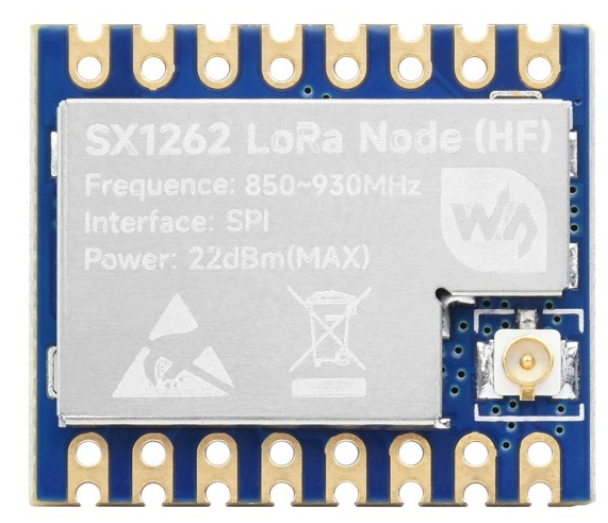 SX1262 LoRa Node (HF)
Frequence: 850~930MHz
Interface: SPI
Power: 22dBm(MAX)